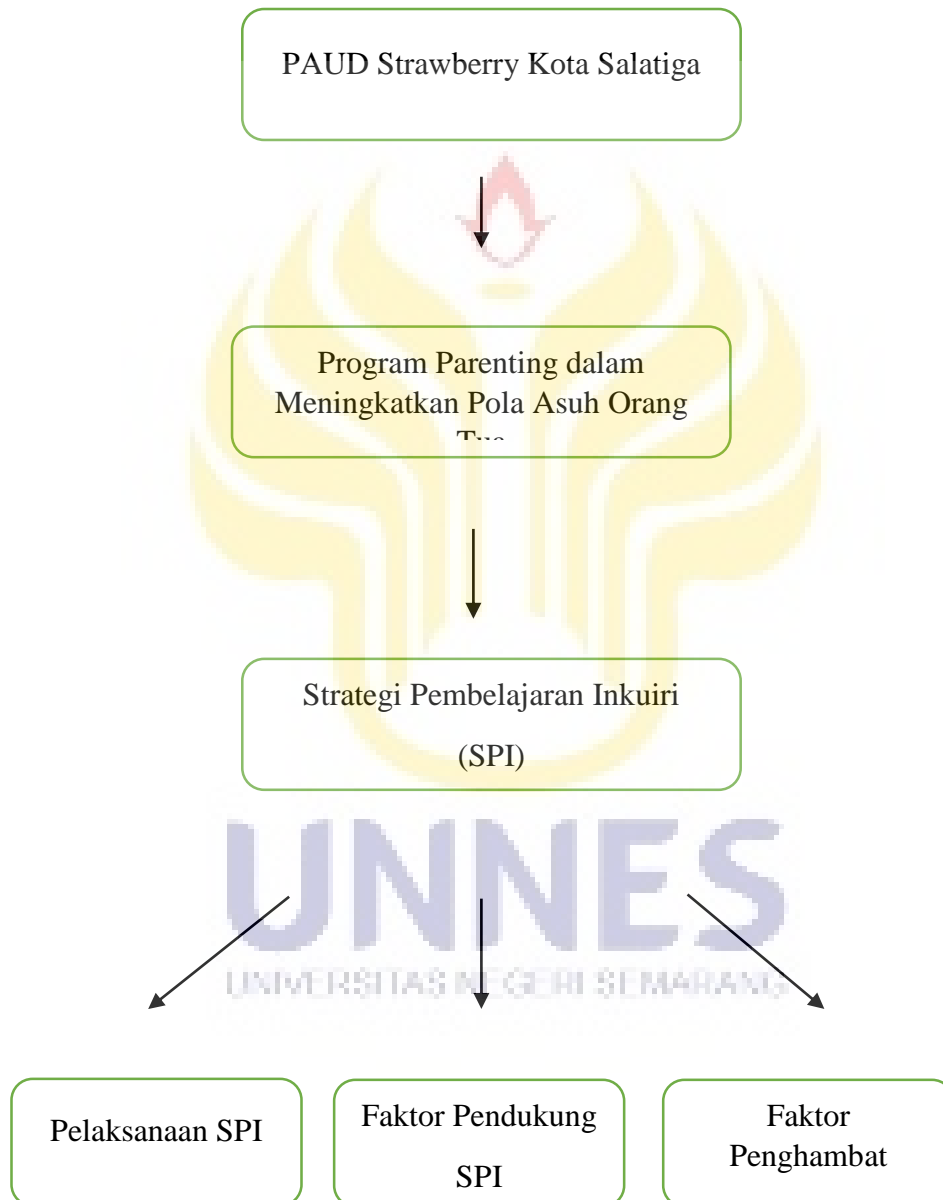 PAUD Strawberry Kota Salatiga
Program Parenting dalam
Meningkatkan Pola Asuh Orang
Strategi Pembelajaran Inkuiri
(SPI)
UNNES
UNIVERSITAS NEGERI SEMARANG
Pelaksanaan SPI
Faktor Pendukung
SPI
Faktor
Penghambat